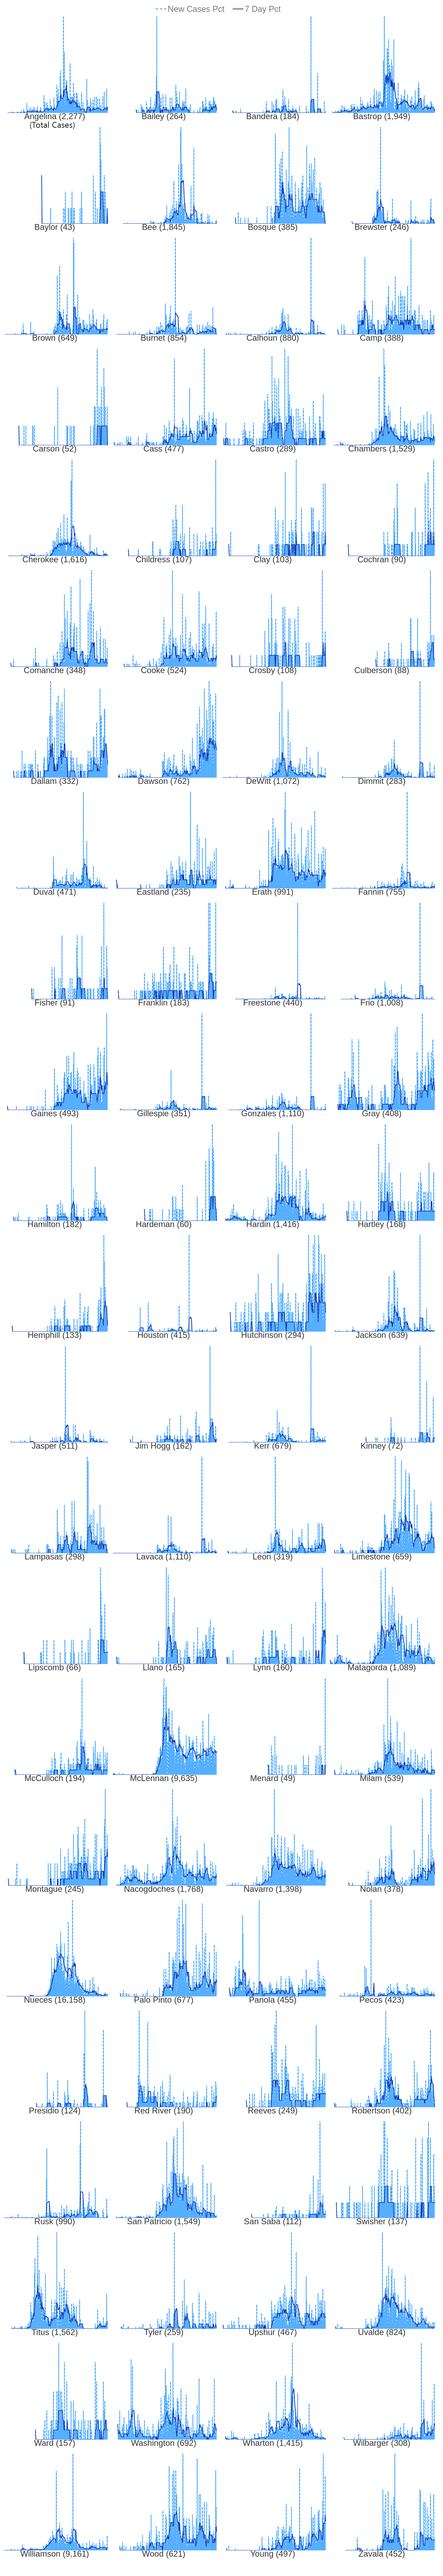 New Cases Pct 7 Day Pct
Angelina (2,277) Bailey (264) Bandera (184) Bastrop (1,949)
(Total Cases)
Baylor (43) Bee (1,845) Bosque (385) Brewster (246)
Brown (649) Burnet (854) Calhoun (880) Camp (388)
Carson (52) Cass (477) Castro (289) Chambers (1,529)
Cherokee (1,616) Childress (107) Clay (103) Cochran (90)
Comanche (348) Cooke (524) Crosby (108) Culberson (88)
Dallam (332) Dawson (762) DeWitt (1,072) Dimmit (283)
Duval (471) Eastland (235) Erath (991) Fannin (755)
Fisher (91) Franklin (183) Freestone (440) Frio (1,008)
Gaines (493) Gillespie (351) Gonzales (1,110) Gray (408)
Hamilton (182) Hardeman (60) Hardin (1,416) Hartley (168)
Hemphill (133) Houston (415) Hutchinson (294) Jackson (639)
Jasper (511) Jim Hogg (162) Kerr (679) Kinney (72)
Lampasas (298) Lavaca (1,110) Leon (319) Limestone (659)
Lipscomb (66) Llano (165) Lynn (160) Matagorda (1,089)
McCulloch (194) McLennan (9,635) Menard (49) Milam (539)
Montague (245) Nacogdoches (1,768) Navarro (1,398) Nolan (378)
Nueces (16,158) Palo Pinto (677) Panola (455) Pecos (423)
Presidio (124) Red River (190) Reeves (249) Robertson (402)
Rusk (990) San Patricio (1,549) San Saba (112) Swisher (137)
Titus (1,562) Tyler (259) Upshur (467) Uvalde (824)
Ward (157) Washington (692) Wharton (1,415) Wilbarger (308)
Williamson (9,161) Wood (621) Young (497) Zavala (452)